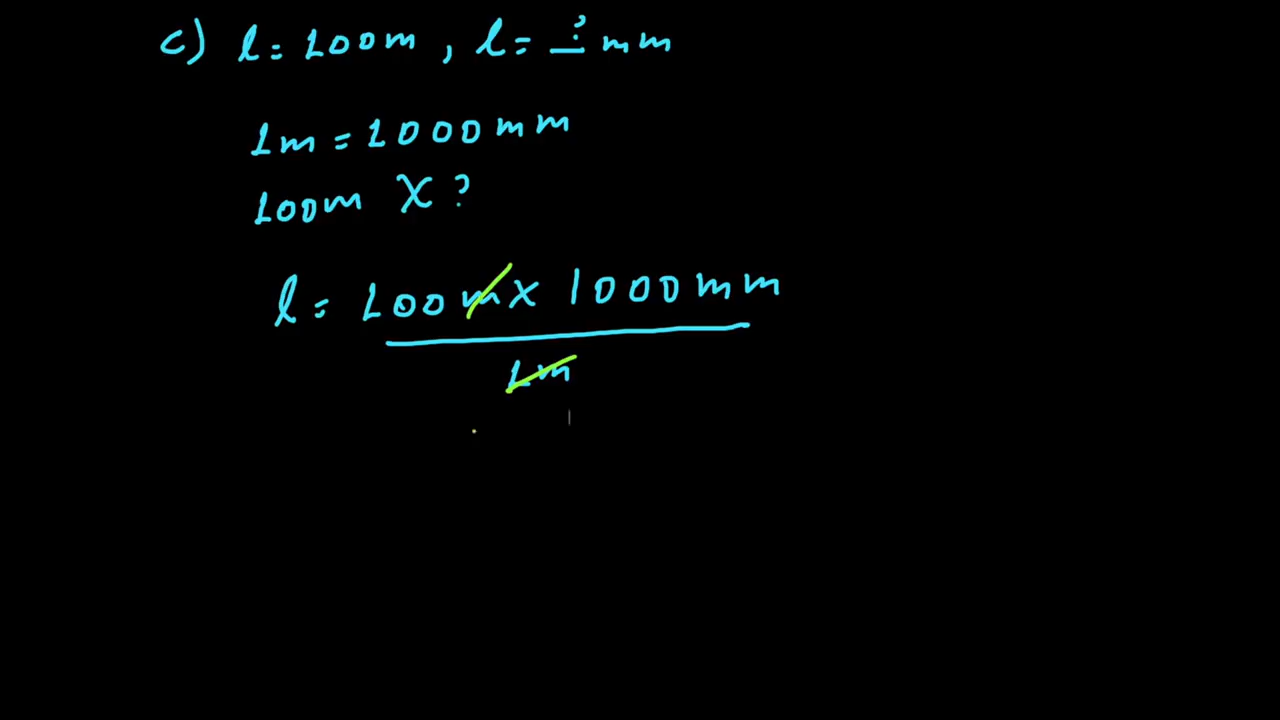 c) l = 100m , l = ? mm
1m = 1000mm
100m X ?
l = 100m x 1000mm
1m